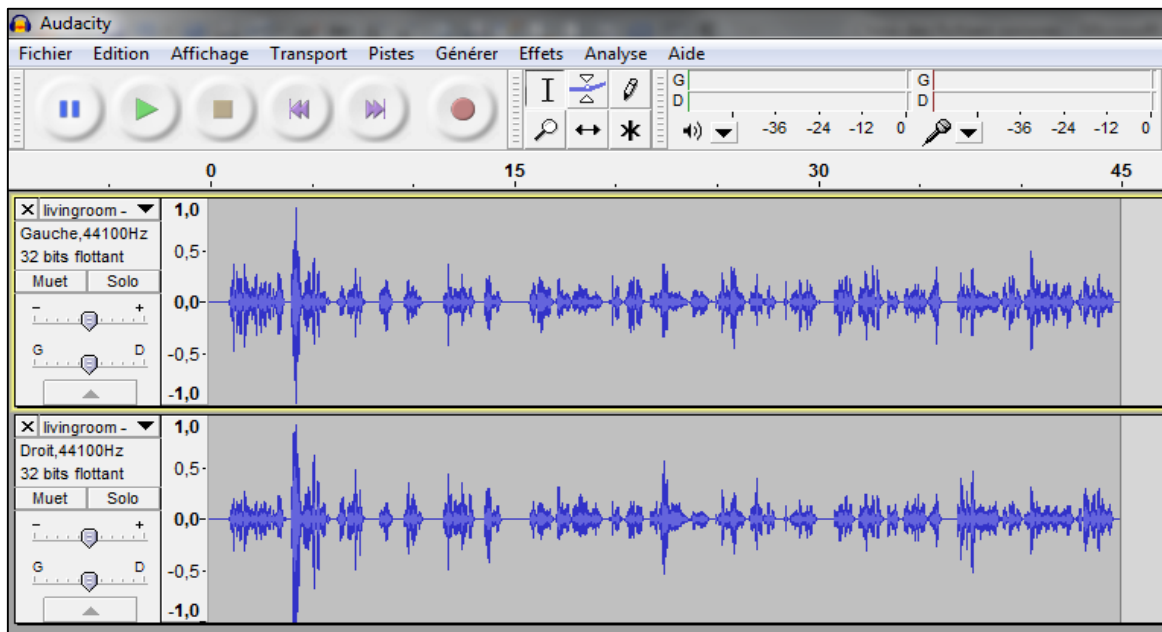 Audacity
Fichier Edition Affichage Transport Pistes Générer Effets Analyse Aide
G
D
-36 -24 -12 0
G
D
-36 -24 -12 0
0 15 30 45
X livingroom -
Gauche,44100Hz
32 bits flottant
Muet Solo
- +
G D
1,0
0,5-
0,0-
-0,5-
-1,0
X livingroom -
Droit,44100Hz
32 bits flottant
Muet Solo
- +
G D
1,0
0,5-
0,0-
-0,5-
-1,0